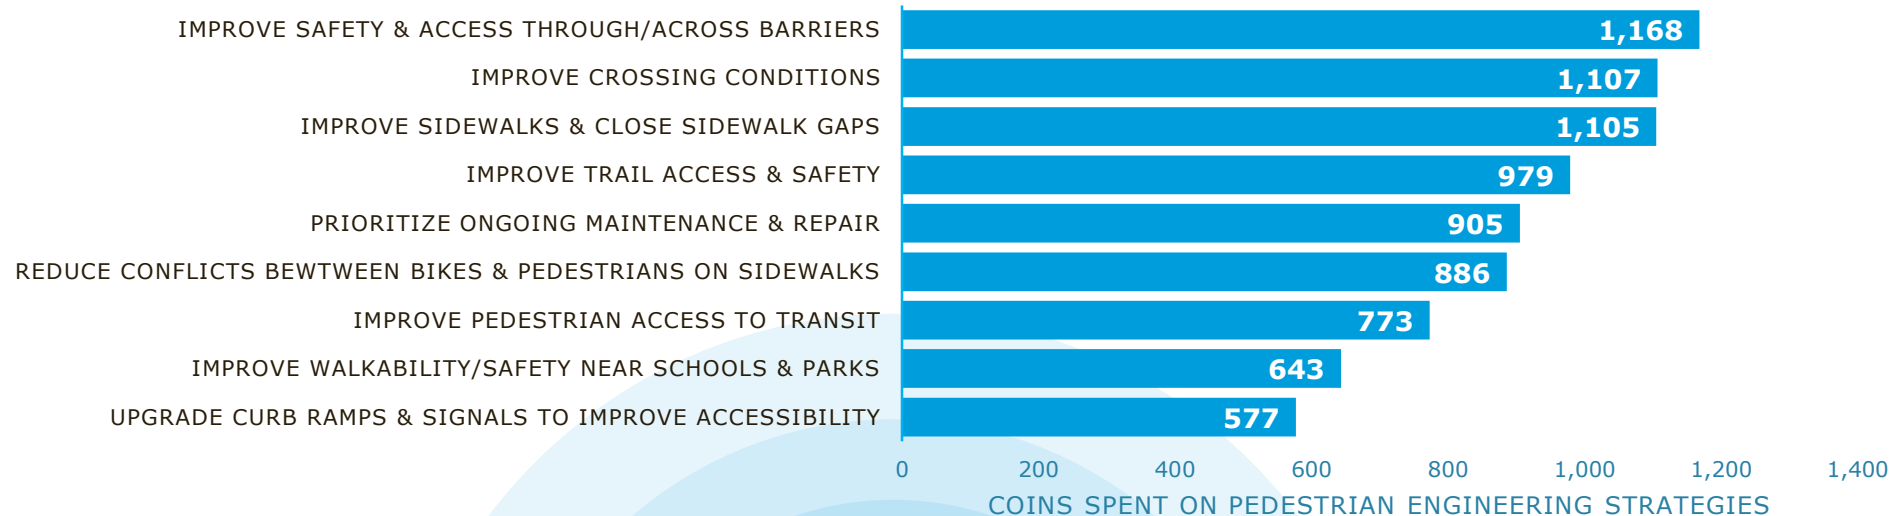 IMPROVE SAFETY & ACCESS THROUGH/ACROSS BARRIERS 1,168
IMPROVE CROSSING CONDITIONS 1,107
IMPROVE SIDEWALKS & CLOSE SIDEWALK GAPS 1,105
IMPROVE TRAIL ACCESS & SAFETY 979
PRIORITIZE ONGOING MAINTENANCE & REPAIR 905
REDUCE CONFLICTS BEWTWEEN BIKES & PEDESTRIANS ON SIDEWALKS 886
IMPROVE PEDESTRIAN ACCESS TO TRANSIT 773
IMPROVE WALKABILITY/SAFETY NEAR SCHOOLS & PARKS 643
UPGRADE CURB RAMPS & SIGNALS TO IMPROVE ACCESSIBILITY 577
0 200 400 600 800 1,000 1,200 1,400
COINS SPENT ON PEDESTRIAN ENGINEERING STRATEGIES